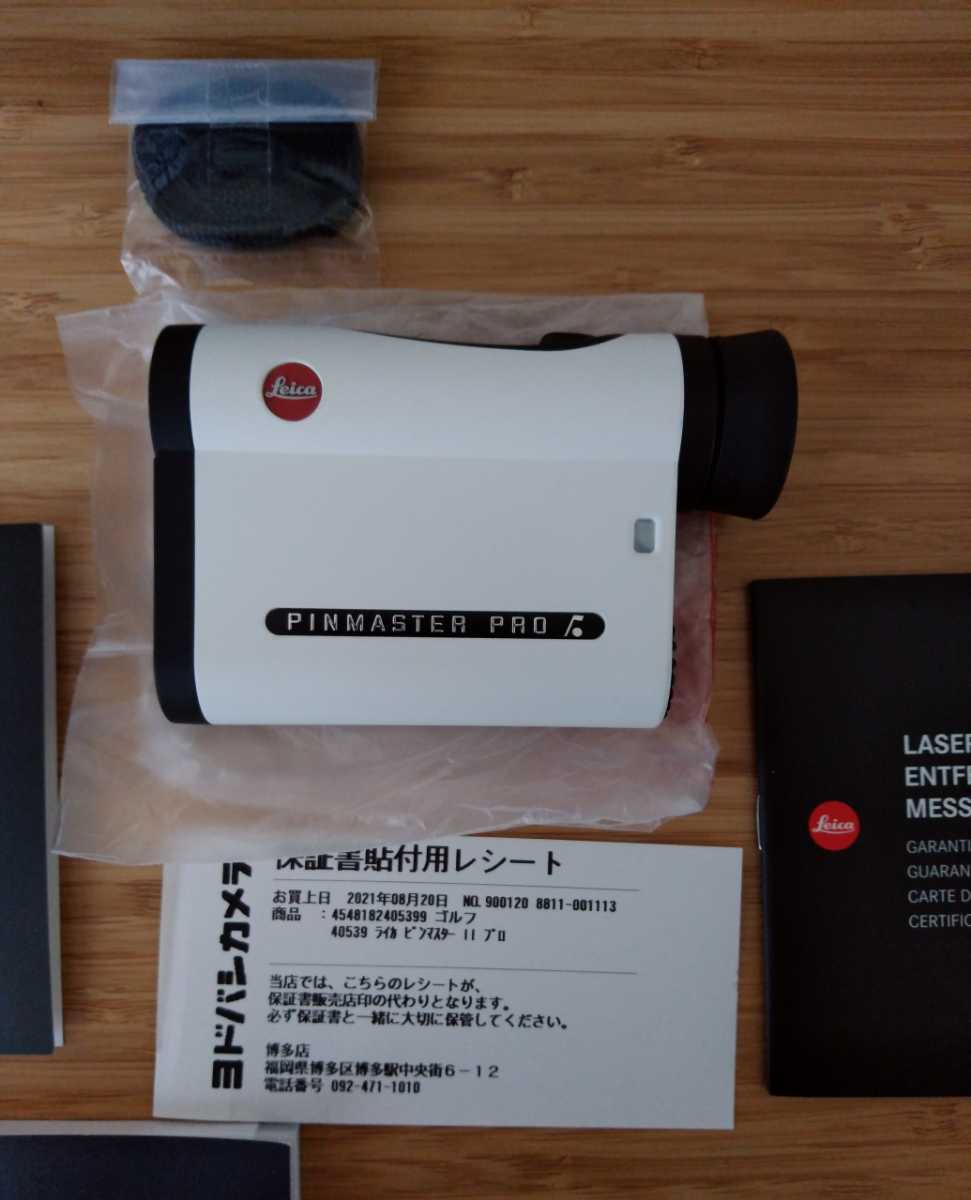 Leica
PINMASTER PRO
ヨドバシカメラ
保証書貼付用レシート
お買上日 2021年08月20日 NO. 900120 8811-001113
商品 :4548182405399 ゴルフ
40539 ﾗｲｶ ﾋﾟﾝﾏｽﾀｰ II ﾌﾟﾛ
当店では、こちらのレシートが、
保証書販売店印の代わりとなります。
必ず保証書と一緒に大切に保管してください。
博多店
福岡県博多区博多駅中央街6-12
電話番号 092-471-1010
Leica
LASER
ENTFE
MESS
GARANTI
GUARAN
CARTE D
CERTIFIC